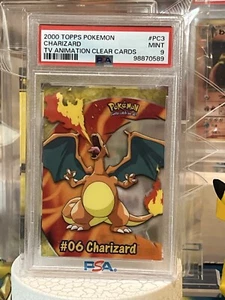 2000 TOPPS POKEMON #PC3
CHARIZARD MINT
TV ANIMATION CLEAR CARDS 9
PSA 98870589
Pokémon
#06 Charizard
PSA